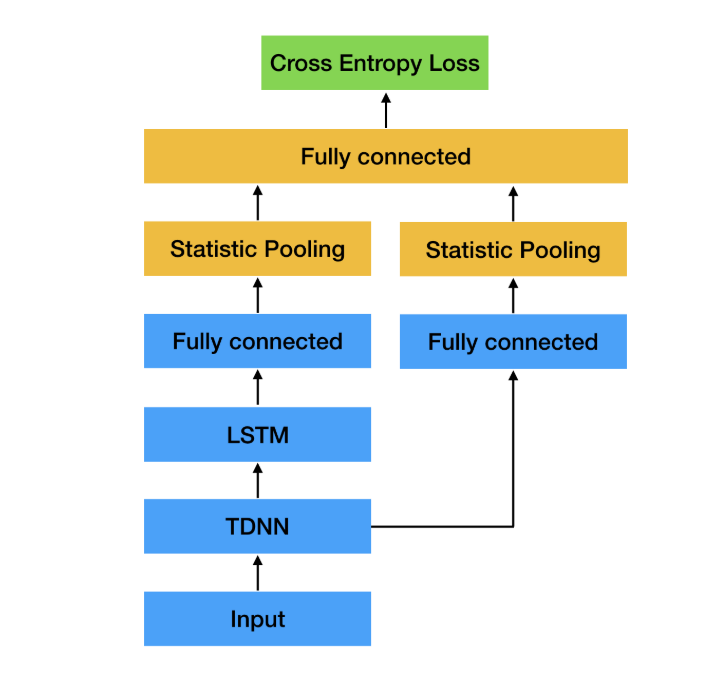 Cross Entropy Loss
Fully connected
Statistic Pooling
Statistic Pooling
Fully connected
Fully connected
LSTM
TDNN
Input